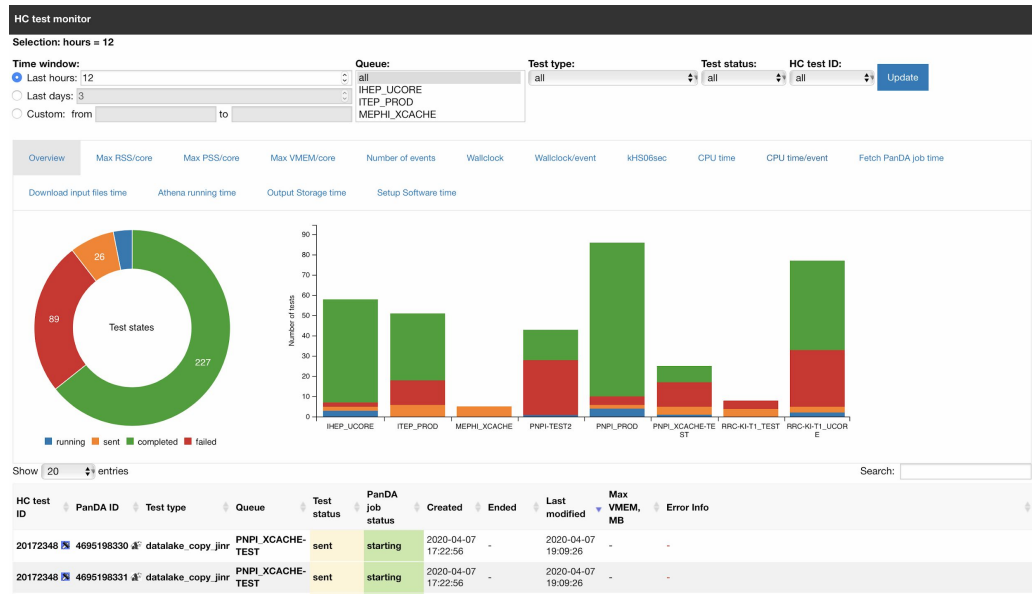 HC test monitor
Selection: hours = 12
Time window: Queue: Test type: Test status: HC test ID:
Last hours: 12 all all all all Update
Last days: 3 IHEP_UCORE
ITEP_PROD
Custom: from to MEPHI_XCACHE
Overview Max RSS/core Max PSS/core Max VMEM/core Number of events Wallclock Wallclock/event kHS06sec CPU time CPU time/event Fetch PanDA job time
Download input files time Athena running time Output Storage time Setup Software time
26
89
Test states
227
running sent completed failed
90
80
70
60
50
40
30
20
10
0
Number of tests
IHEP_UCORE ITEP_PROD MEPHI_XCACHE PNPI-TEST2 PNPI_PROD PNPI_XCACHE-TE RRC-KI-T1_TEST RRC-KI-T1_UCOR
ST E
Show 20 entries Search:
HC test ID PanDA ID Test type Queue Test status PanDA job status Created Ended Last modified Max VMEM, MB Error Info
20172348 4695198330 datalake_copy_jinr PNPI_XCACHE- sent starting 2020-04-07 - 2020-04-07 - -
TEST 17:22:56 19:09:26
20172348 4695198331 datalake_copy_jinr PNPI_XCACHE- sent starting 2020-04-07 - 2020-04-07 - -
TEST 17:22:56 19:09:26